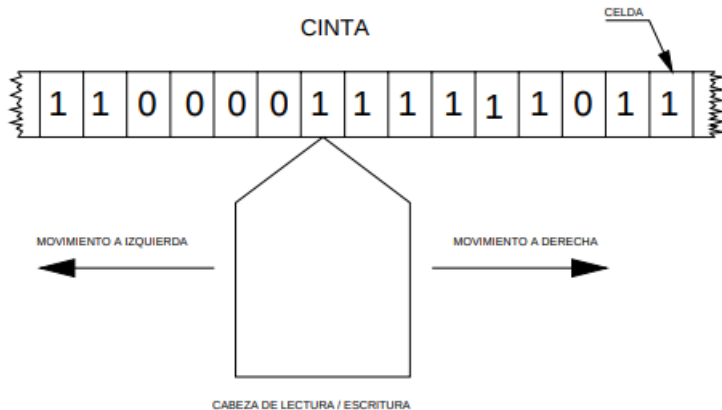 CELDA
CINTA
1 1 0 0 0 0 1 1 1 1 1 1 0 1 1
MOVIMIENTO A IZQUIERDA
MOVIMIENTO A DERECHA
CABEZA DE LECTURA / ESCRITURA